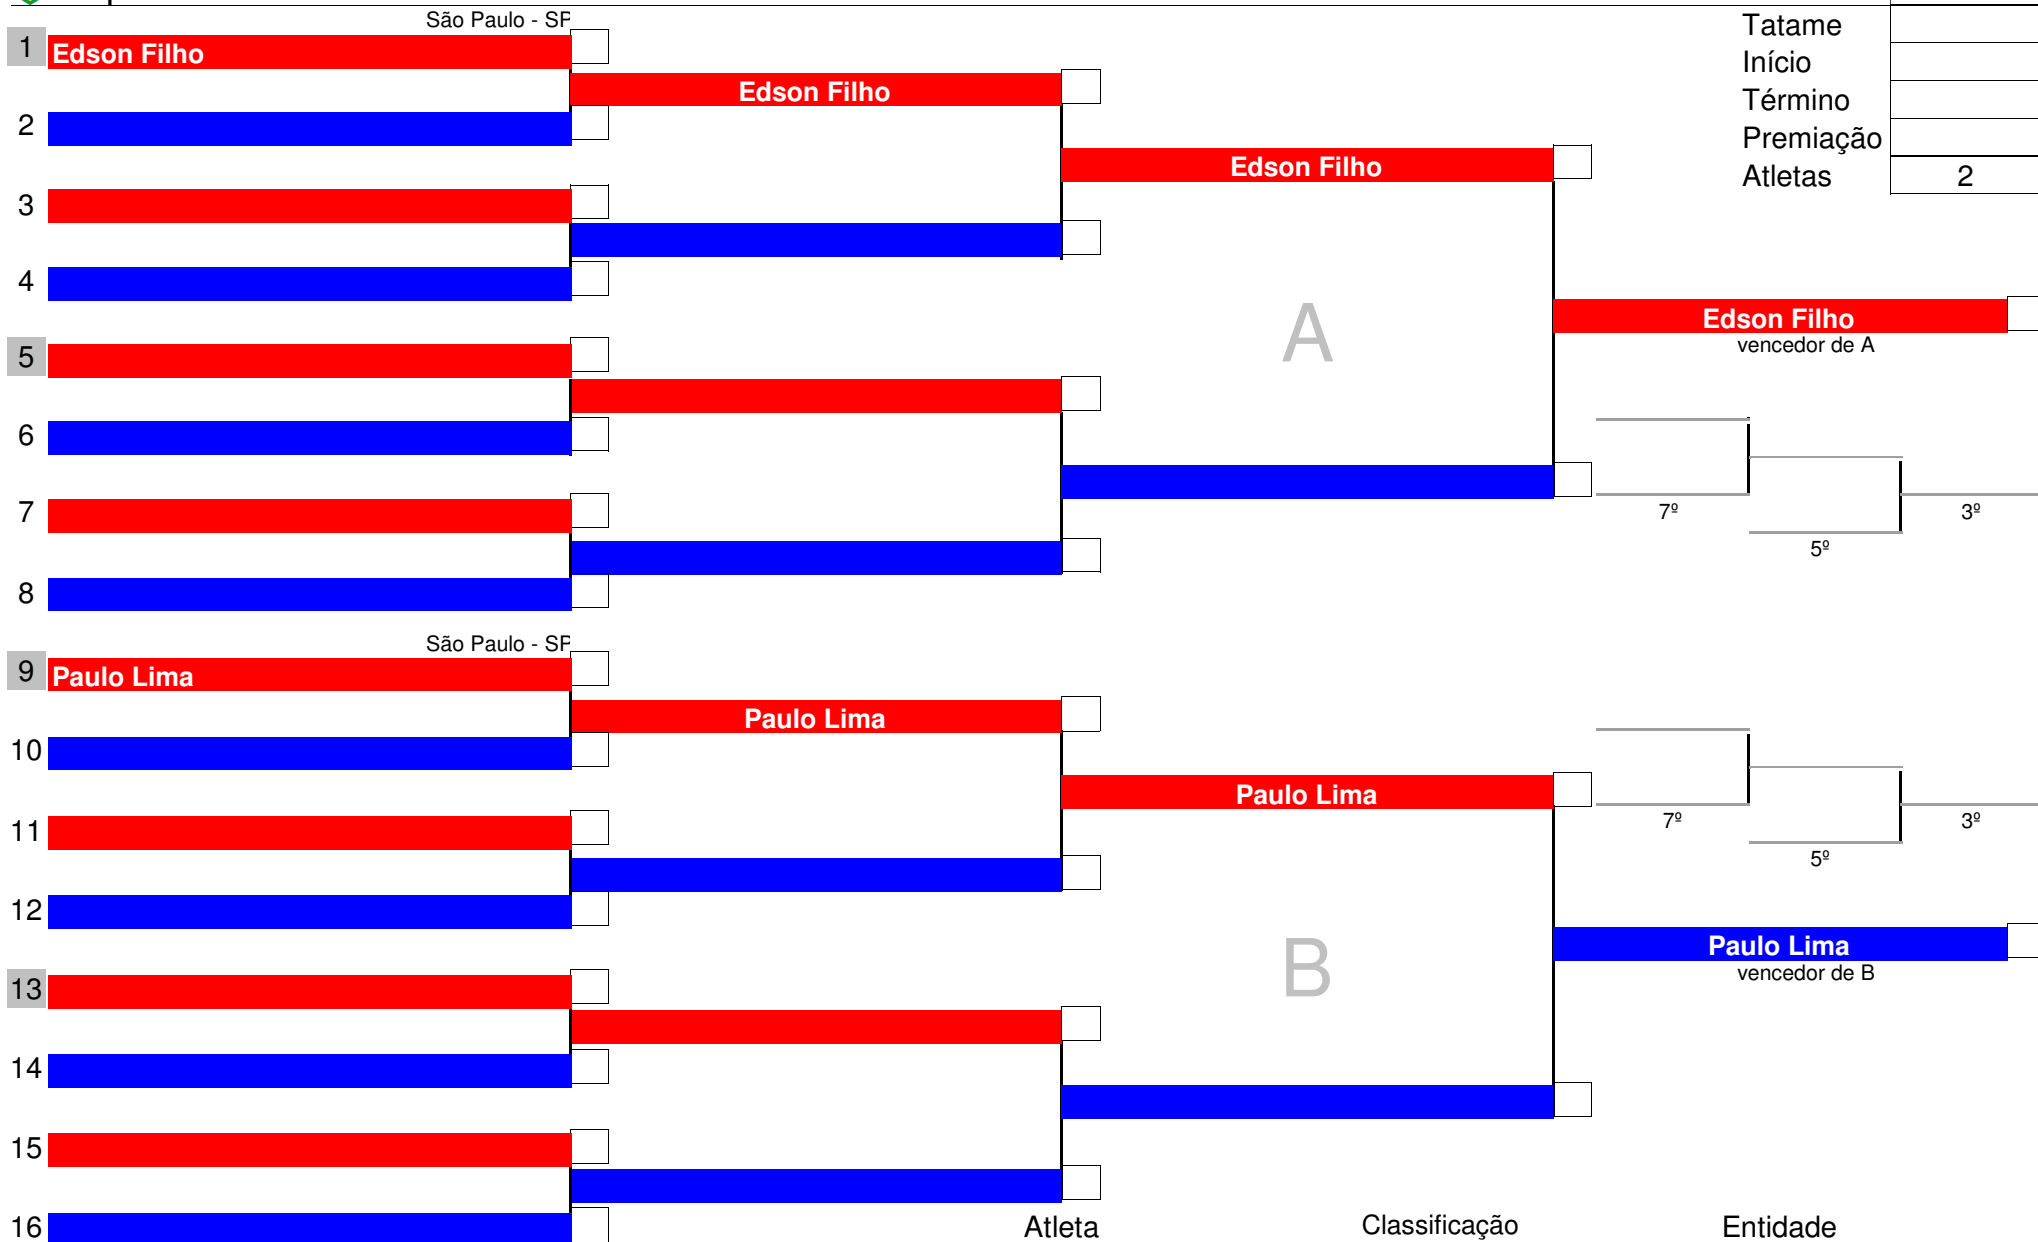 São Paulo - SP
Tatame
1 Edson Filho
Início
Edson Filho
Término
2
Premiação
Edson Filho
Atletas 2
3
4
A
Edson Filho
vencedor de A
5
6
7
7º
3º
5º
8
São Paulo - SP
9 Paulo Lima
Paulo Lima
10
Paulo Lima
11
7º
3º
5º
12
B
Paulo Lima
vencedor de B
13
14
15
16
Atleta Classificação Entidade